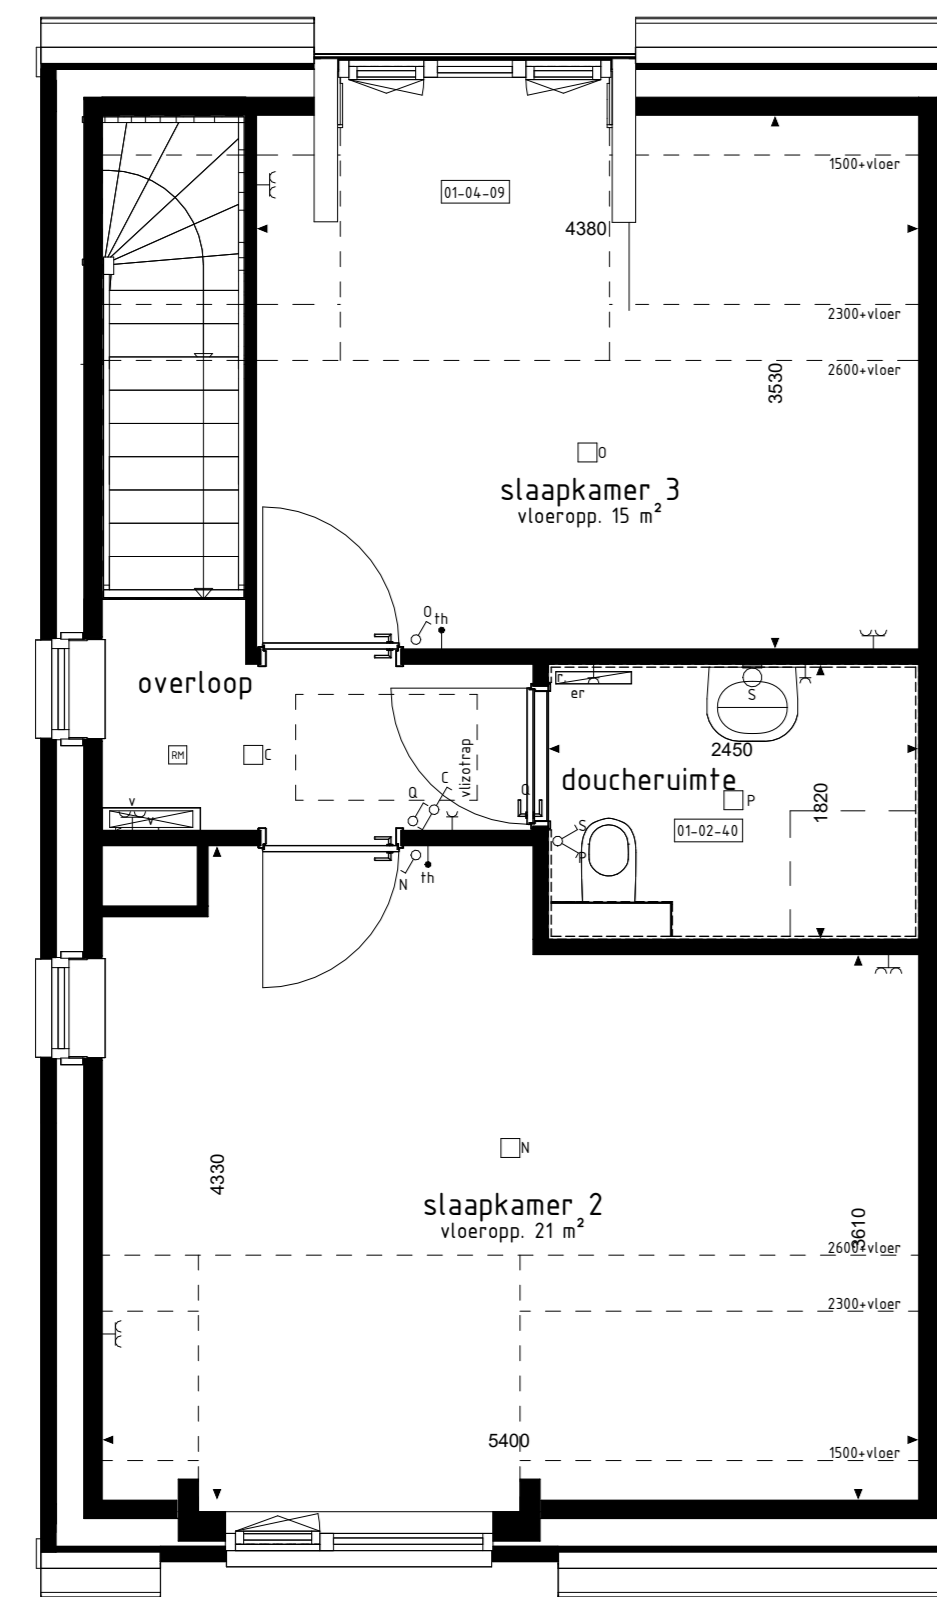 1500+vloer
01-04-09
4380
2300+vloer
2600+vloer
3530
O
slaapkamer 3
vloeropp. 15 m²
O
th
overloop
r.
er
S
2450
RM
C
vlizotrap
doucheruimte
C
Q
Q
P
1820
01-02-40
v
v
S
P
N
th
N
4330
slaapkamer 2
vloeropp. 21 m²
3610
2600+vloer
2300+vloer
5400
1500+vloer